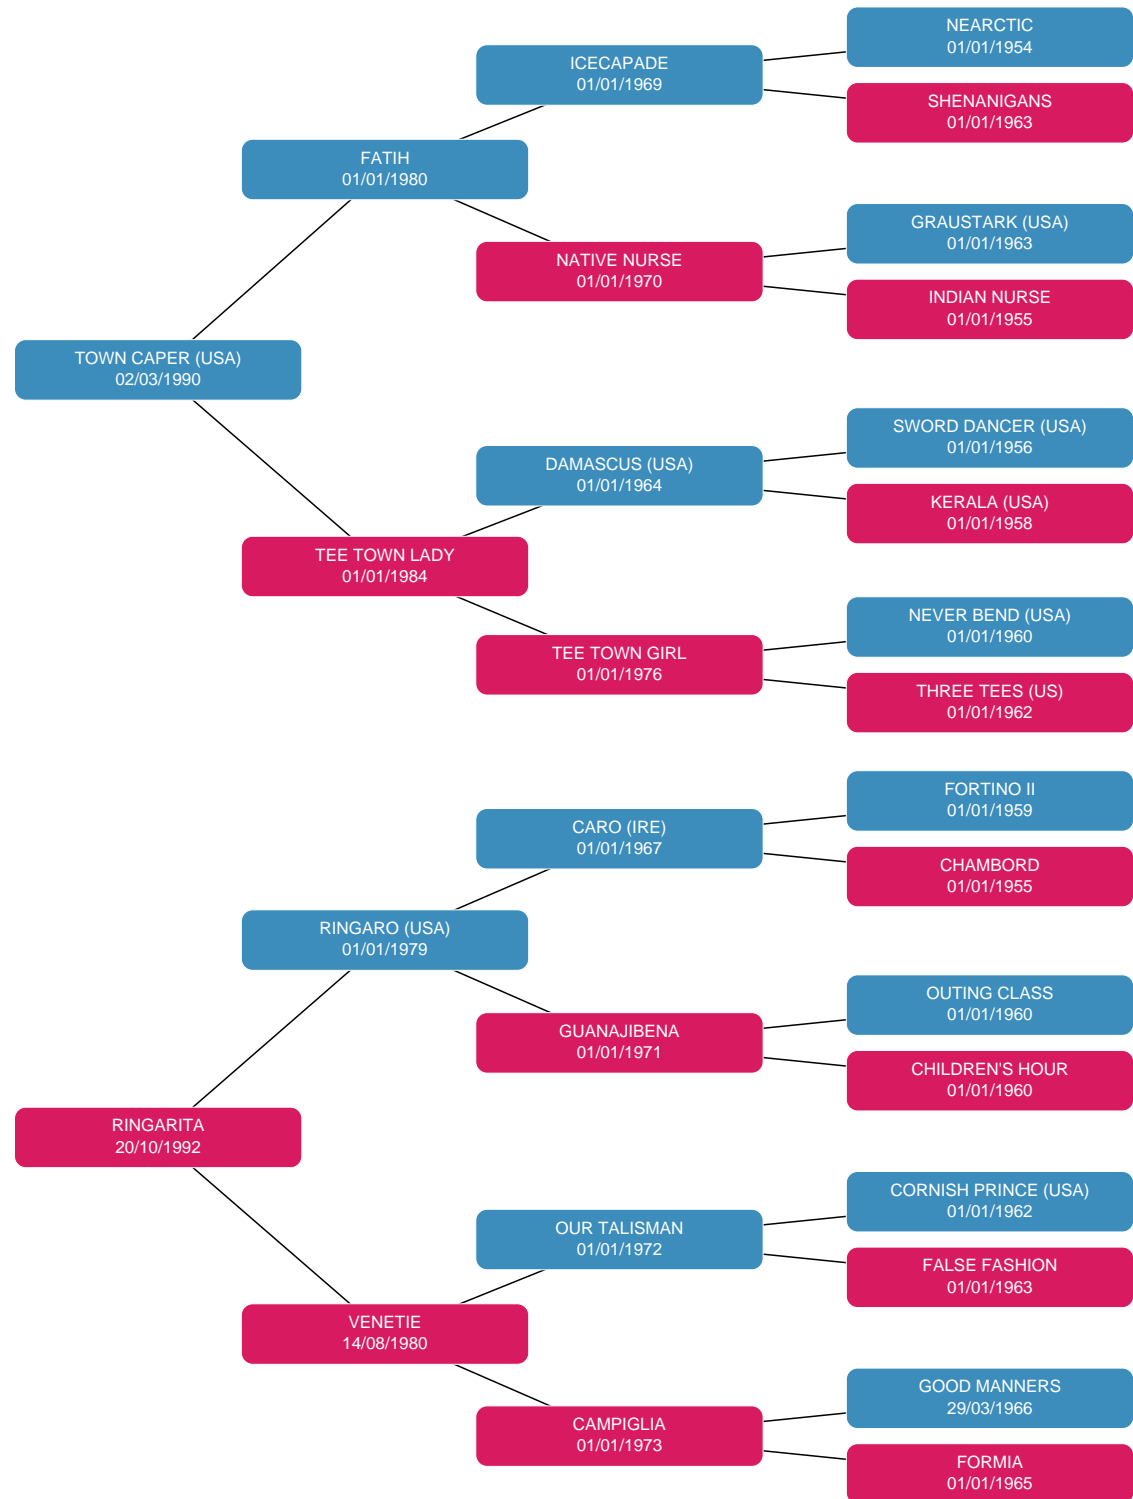 NEARCTIC
01/01/1954
ICECAPADE
01/01/1969
SHENANIGANS
01/01/1963
FATIH
01/01/1980
GRAUSTARK (USA)
01/01/1963
NATIVE NURSE
01/01/1970
INDIAN NURSE
01/01/1955
TOWN CAPER (USA)
02/03/1990
SWORD DANCER (USA)
01/01/1956
DAMASCUS (USA)
01/01/1964
KERALA (USA)
01/01/1958
TEE TOWN LADY
01/01/1984
NEVER BEND (USA)
01/01/1960
TEE TOWN GIRL
01/01/1976
THREE TEES (US)
01/01/1962
FORTINO II
01/01/1959
CARO (IRE)
01/01/1967
CHAMBORD
01/01/1955
RINGARO (USA)
01/01/1979
OUTING CLASS
01/01/1960
GUANAJIBENA
01/01/1971
CHILDREN'S HOUR
01/01/1960
RINGARITA
20/10/1992
CORNISH PRINCE (USA)
01/01/1962
OUR TALISMAN
01/01/1972
FALSE FASHION
01/01/1963
VENETIE
14/08/1980
GOOD MANNERS
29/03/1966
CAMPIGLIA
01/01/1973
FORMIA
01/01/1965